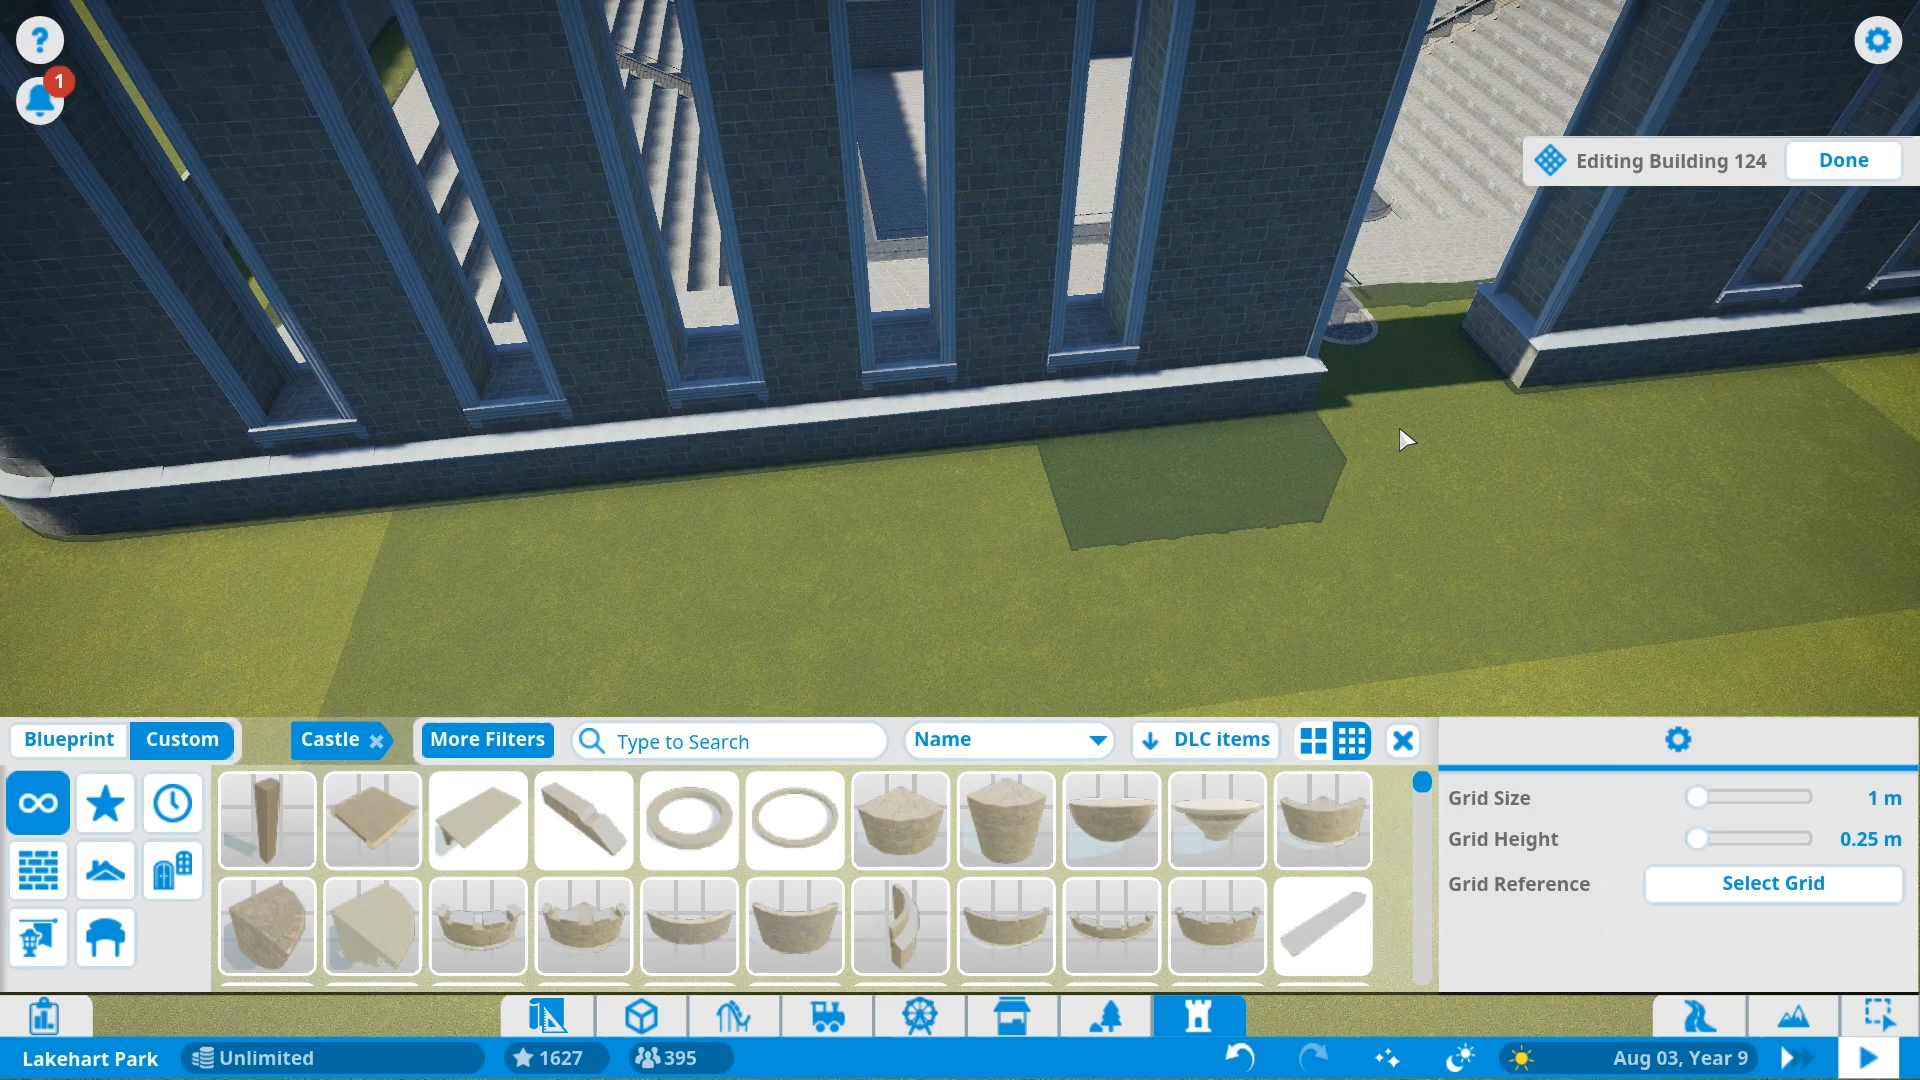 ?
1
Editing Building 124
Done
Blueprint
Custom
Castle
More Filters
Type to Search
Name
DLC items
Grid Size
1 m
Grid Height
0.25 m
Grid Reference
Select Grid
Lakehart Park
Unlimited
1627
395
Aug 03, Year 9